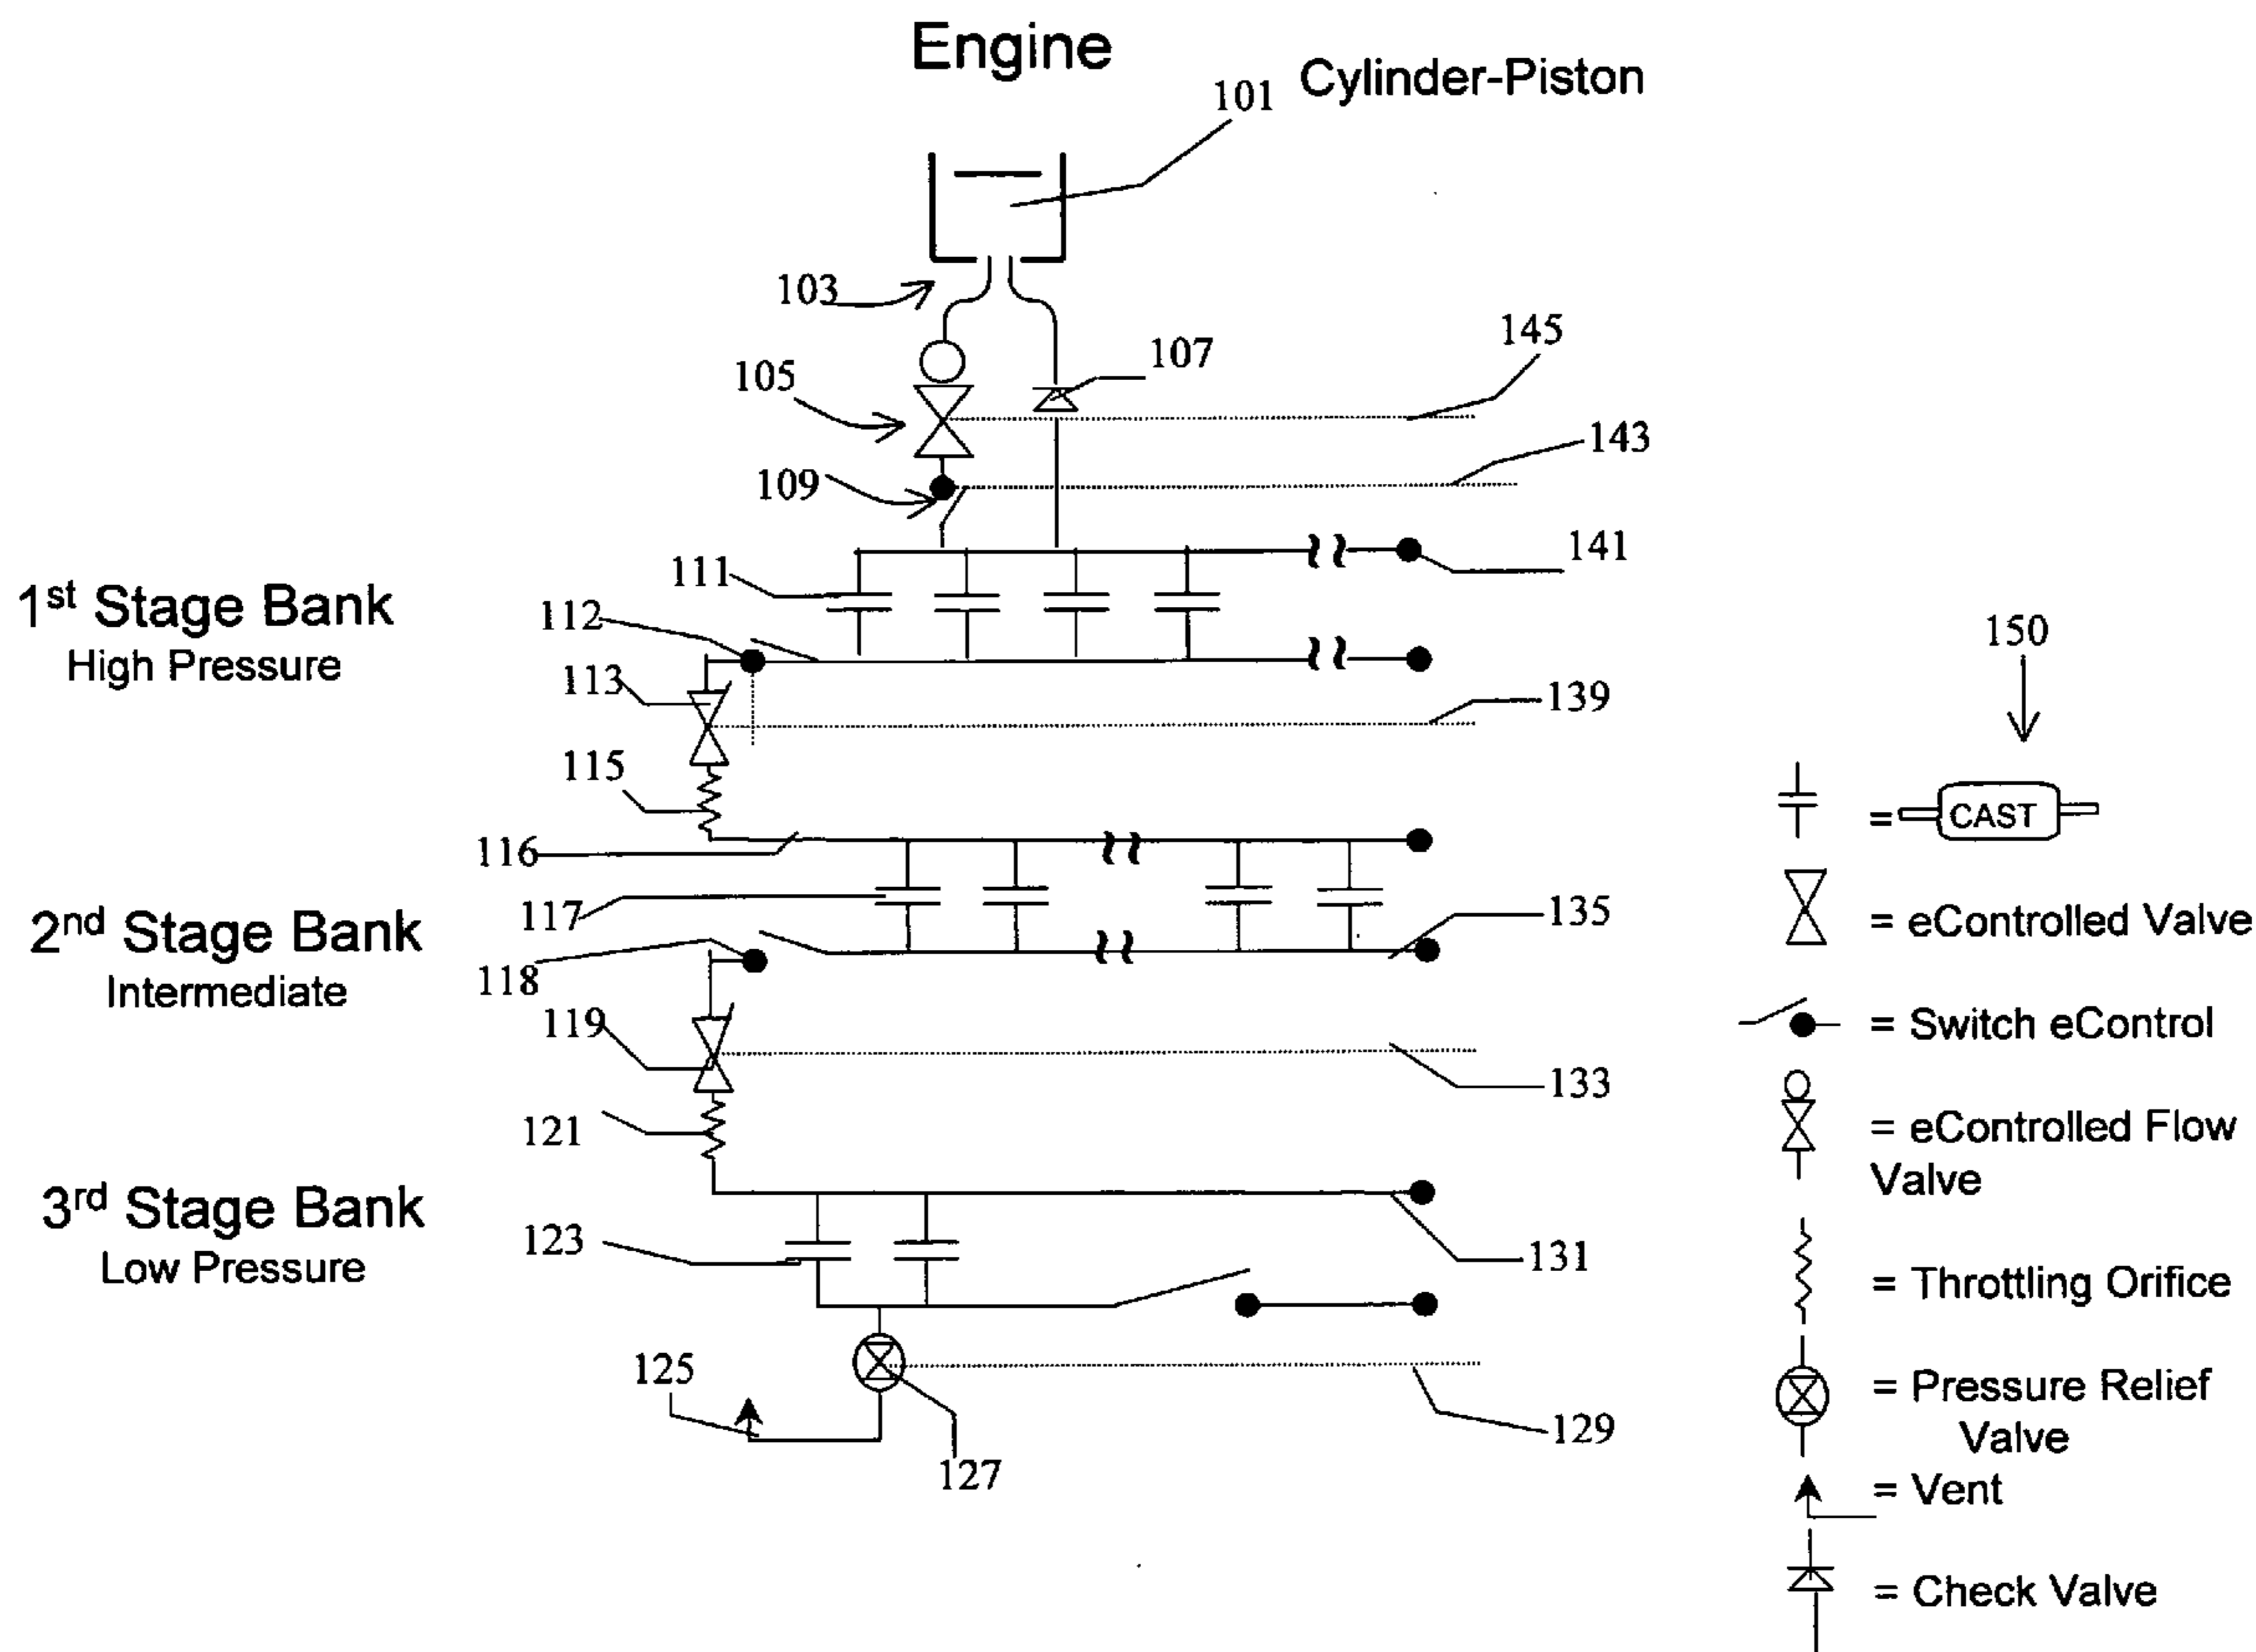 Engine
Cylinder-Piston
101
103
145
107
105
143
109
141
111
1st Stage Bank
High Pressure
112
150
113
139
115
= CAST
116
= eControlled Valve
117
135
2nd Stage Bank
Intermediate
118
119
= Switch eControl
133
121
= eControlled Flow
Valve
3rd Stage Bank
Low Pressure
123
131
= Throttling Orifice
125
= Pressure Relief
Valve
129
127
= Vent
= Check Valve